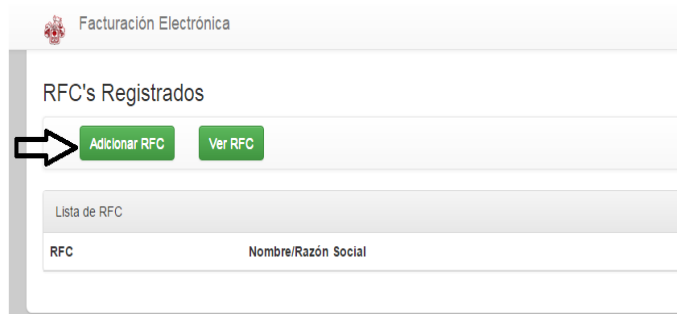 Facturación Electrónica
RFC's Registrados
Adicionar RFC Ver RFC
Lista de RFC
RFC Nombre/Razón Social